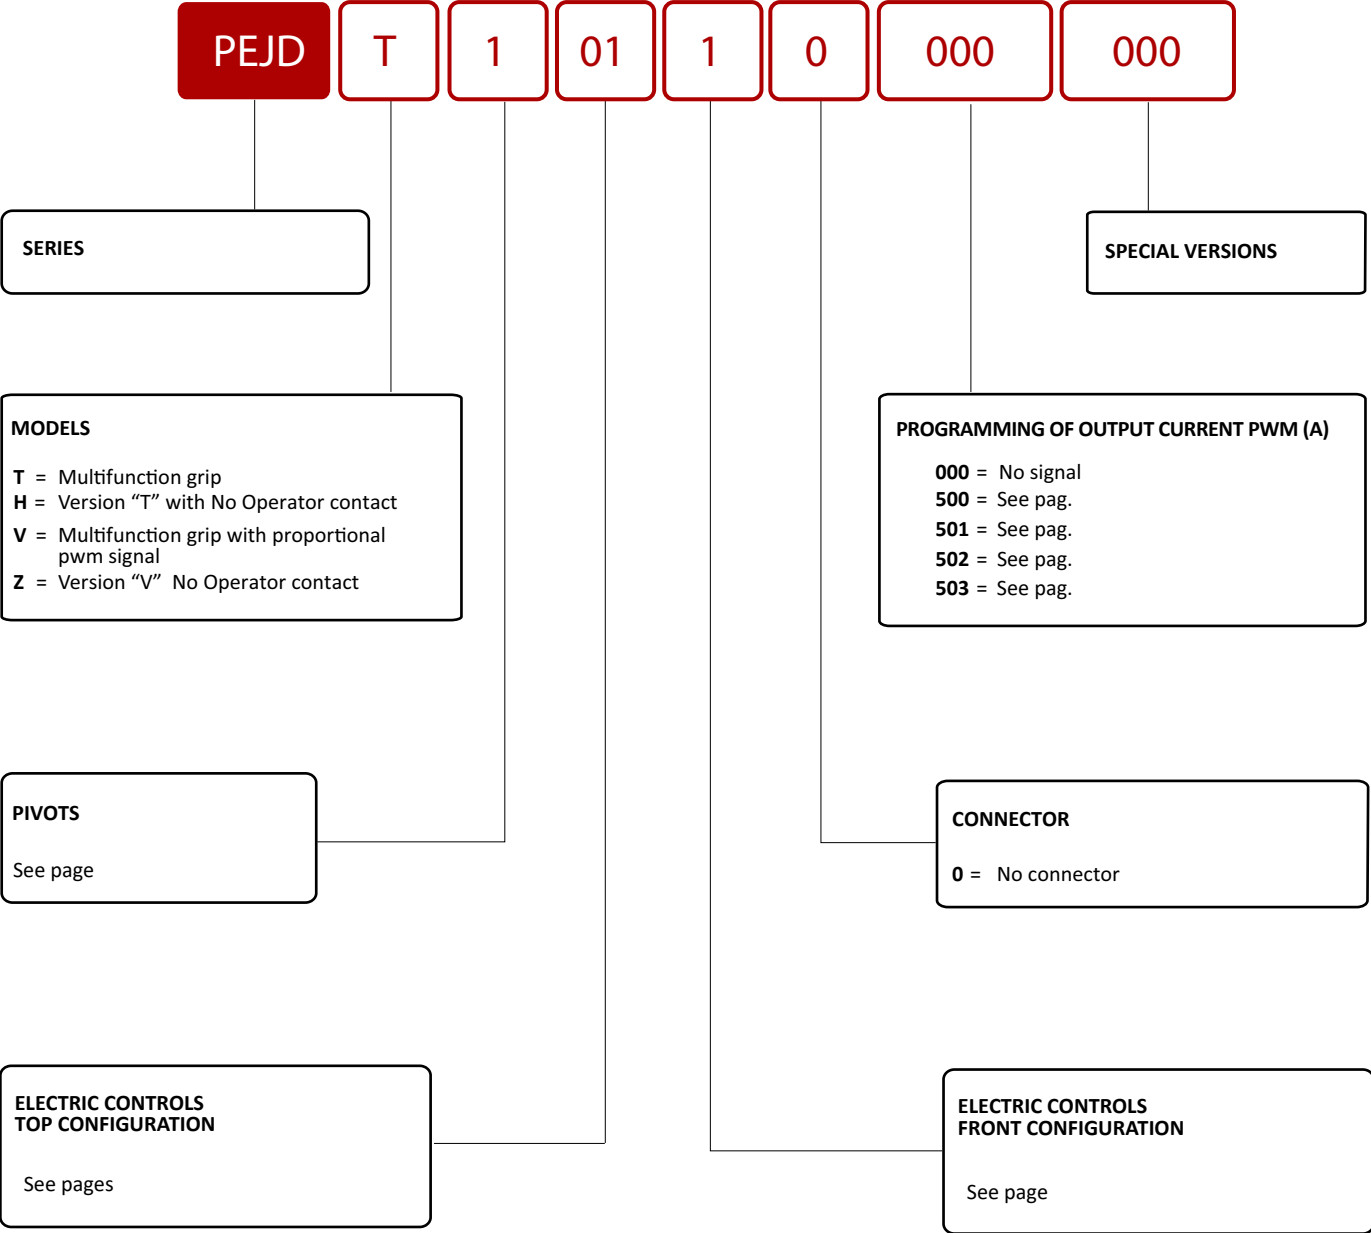 PEJD T 1 01 1 0 000 000
SERIES
SPECIAL VERSIONS
MODELS
T = Multifunction grip
H = Version “T” with No Operator contact
V = Multifunction grip with proportional
pwm signal
Z = Version “V” No Operator contact
PROGRAMMING OF OUTPUT CURRENT PWM (A)
000 = No signal
500 = See pag.
501 = See pag.
502 = See pag.
503 = See pag.
PIVOTS
See page
CONNECTOR
0 = No connector
ELECTRIC CONTROLS
TOP CONFIGURATION
See pages
ELECTRIC CONTROLS
FRONT CONFIGURATION
See page